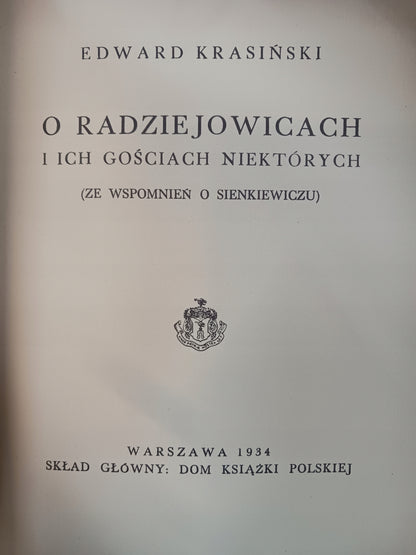 EDWARD KRASIŃSKI
O RADZIEJOWICACH
I ICH GOŚCIACH NIEKTÓRYCH
(ZE WSPOMNIEŃ O SIENKIEWICZU)
WARSZAWA 1934
SKŁAD GŁÓWNY: DOM KSIĄŻKI POLSKIEJ